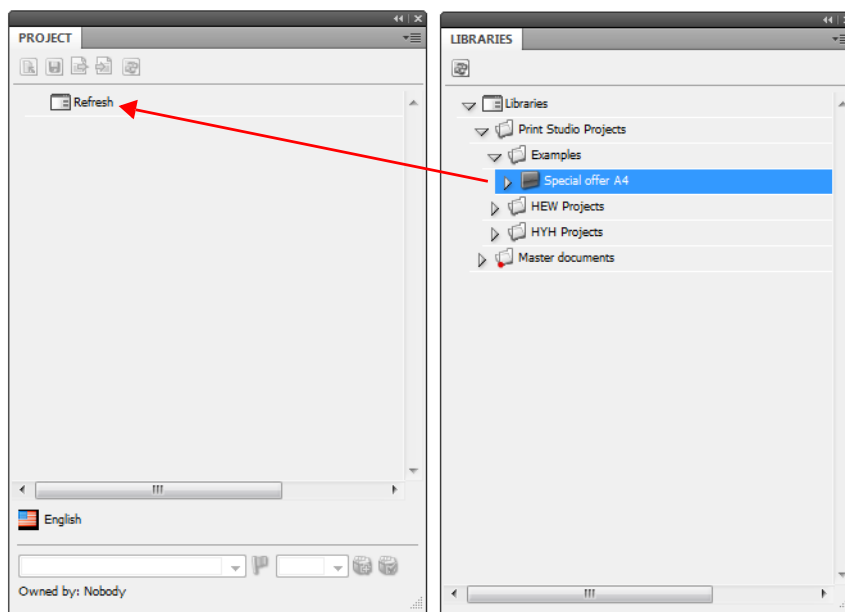 PROJECT
Refresh
English
Owned by: Nobody
LIBRARIES
Libraries
Print Studio Projects
Examples
Special offer A4
HEW Projects
HYH Projects
Master documents